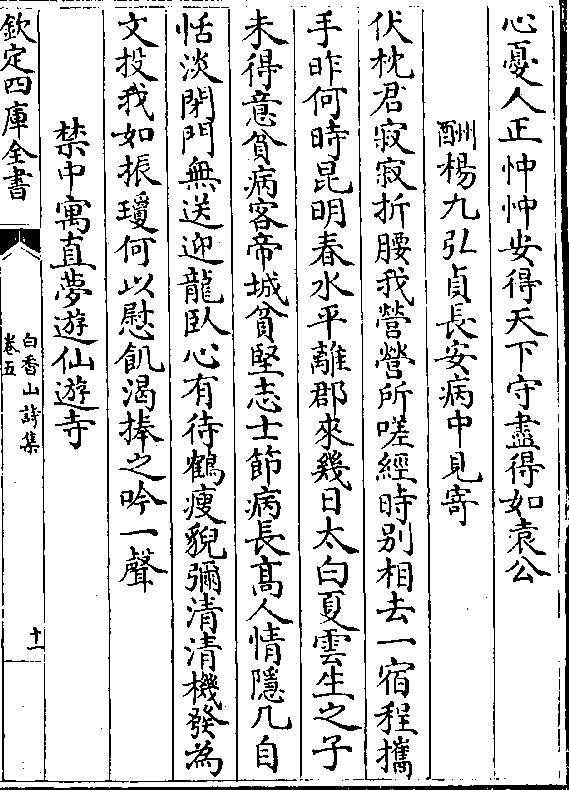 心憂人正忡忡安得天下守盡得如袁公
酬楊九弘貞長安病中見寄
伏枕君寂寂折腰我營營所嗟經時别相去一宿程攜
手昨何時昆明春水平離郡來幾日太白夏雲生之子
未得意貧病客帝城貧堅志士節病長高人情隱几自
恬淡閉門無送迎龍臥心有待鶴瘦貌彌清清機發為
文投我如振瓊何以慰飢渴捧之吟一聲
禁中寓直夢遊仙遊寺
欽定四庫全書
白香山詩集
卷五
十一